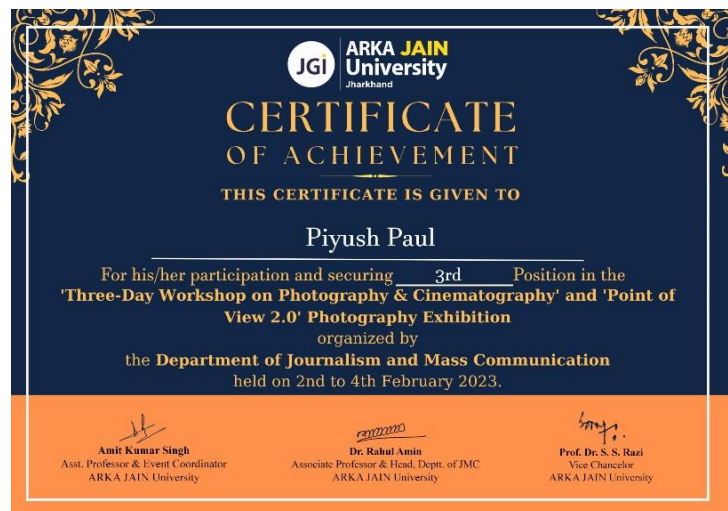 JGi
ARKA JAIN
University
Jharkhand
CERTIFICATE
OF ACHIEVEMENT
THIS CERTIFICATE IS GIVEN TO
Piyush Paul
For his/her participation and securing 3rd Position in the
'Three-Day Workshop on Photography & Cinematography' and 'Point of
View 2.0' Photography Exhibition
organized by
the Department of Journalism and Mass Communication
held on 2nd to 4th February 2023.
Amit Kumar Singh
Asst. Professor & Event Coordinator
ARKA JAIN University
Dr. Rahul Amin
Associate Professor & Head, Deptt. of JMC
ARKA JAIN University
Prof. Dr. S. S. Razi
Vice Chancelor
ARKA JAIN University